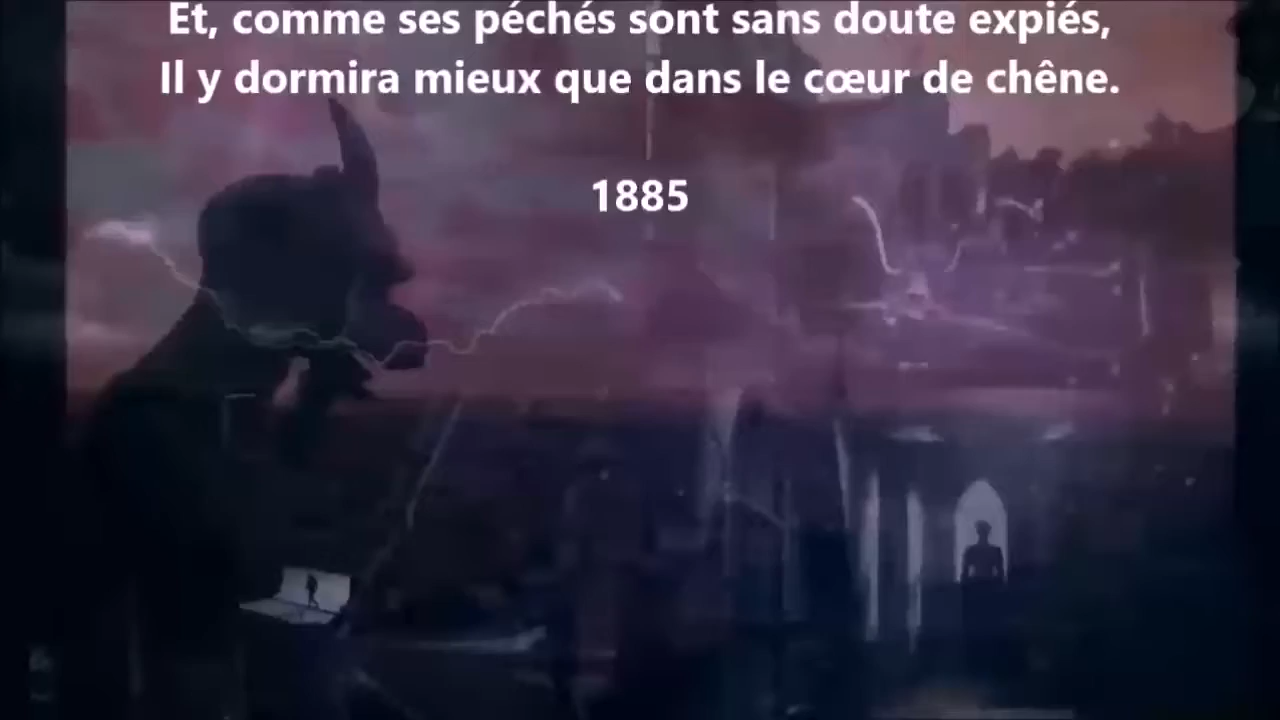 Et, comme ses péchés sont sans doute expiés,
Il y dormira mieux que dans le cœur de chêne.
1885